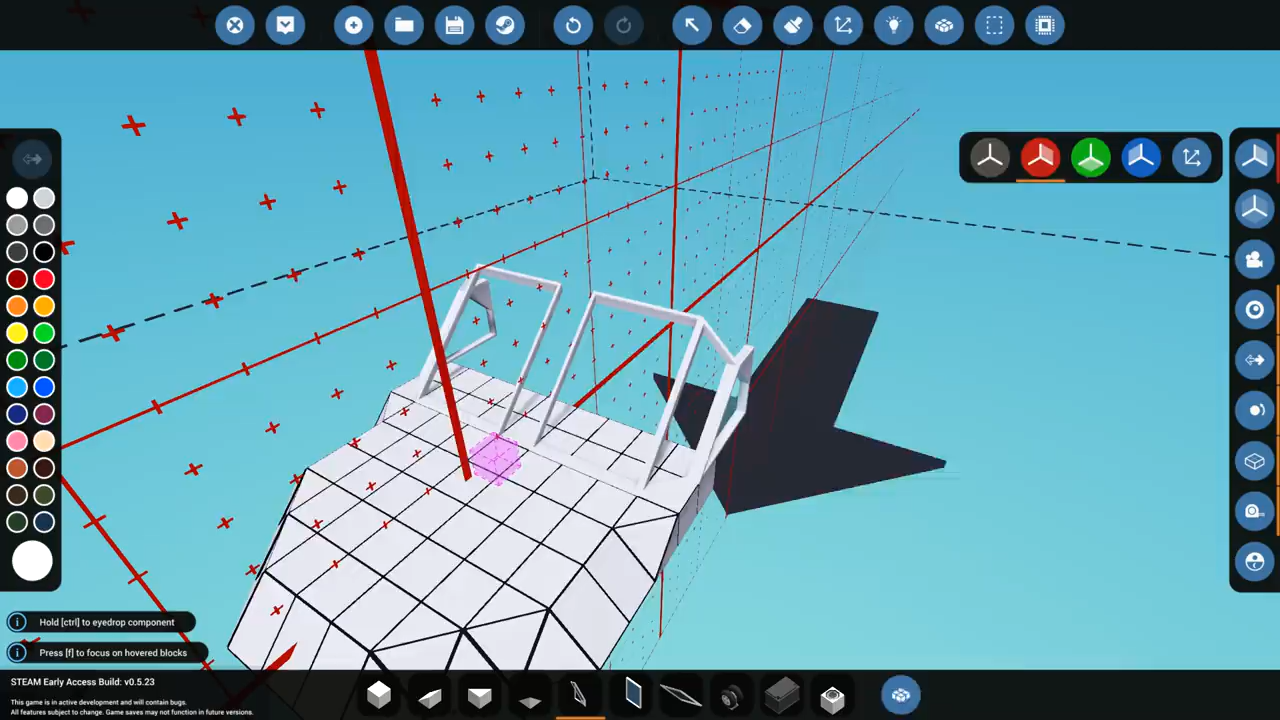 Hold [ctrl] to eyedrop component
Press [f] to focus on hovered blocks
STEAM Early Access Build: v0.5.23
This game is in active development and will contain bugs.
All features subject to change. Game saves may not function in future versions.